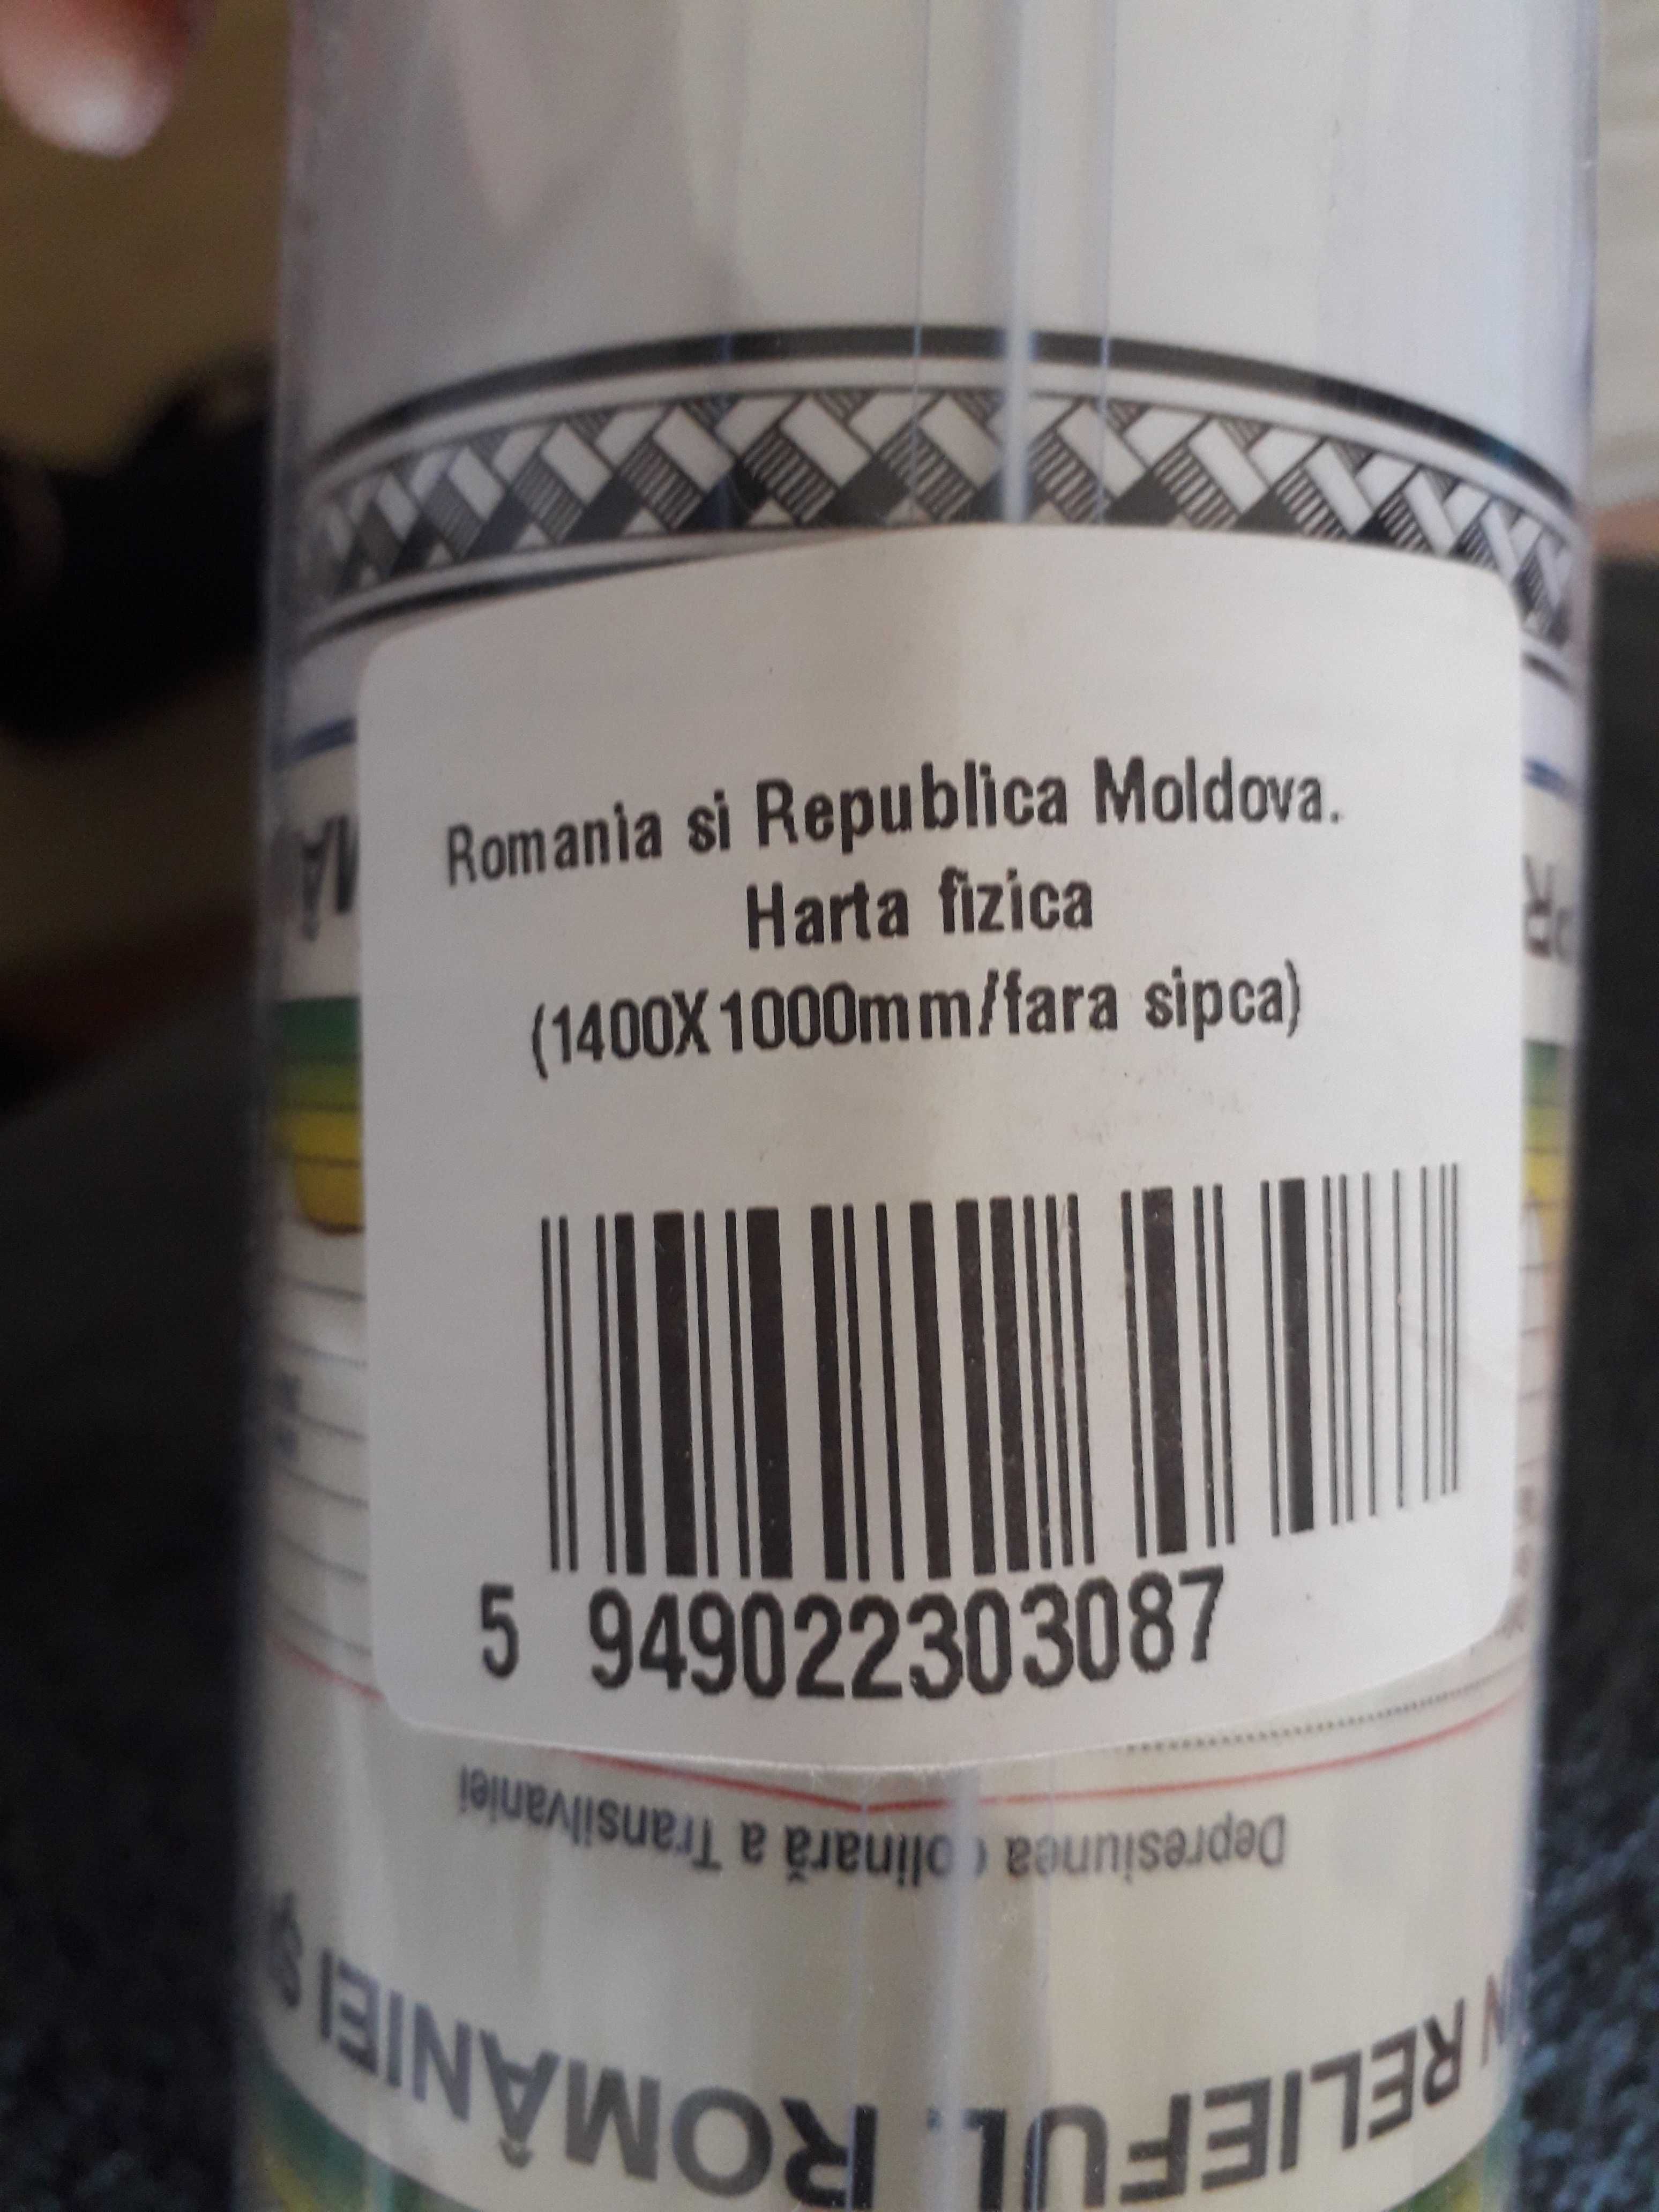 Romania si Republica Moldova.
Harta fizica
(1400X1000mm/fara sipca)
5 949022303087
Depresiunea colinară a Transilvaniei
RELIEFUL ROMÂNIEI Ș